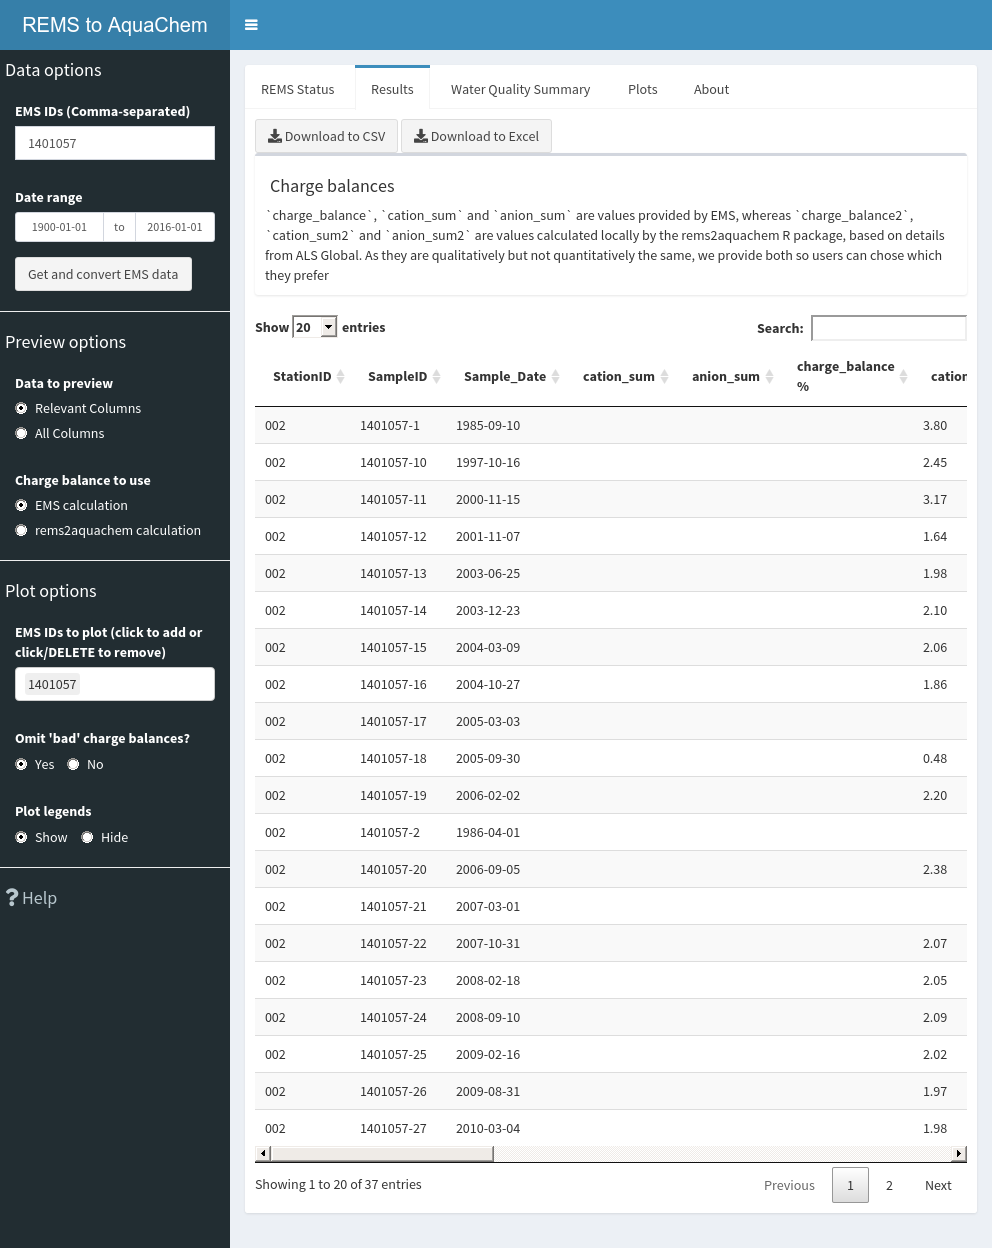 REMS to AquaChem
Data options
EMS IDs (Comma-separated)
1401057
Date range
1900-01-01 to 2016-01-01
Get and convert EMS data
Preview options
Data to preview
Relevant Columns
All Columns
Charge balance to use
EMS calculation
rems2aquachem calculation
Plot options
EMS IDs to plot (click to add or
click/DELETE to remove)
1401057
Omit 'bad' charge balances?
Yes No
Plot legends
Show Hide
? Help
REMS Status Results Water Quality Summary Plots About
Download to CSV Download to Excel
Charge balances
`charge_balance`, `cation_sum` and `anion_sum` are values provided by EMS, whereas `charge_balance2`,
`cation_sum2` and `anion_sum2` are values calculated locally by the rems2aquachem R package, based on details
from ALS Global. As they are qualitatively but not quantitatively the same, we provide both so users can chose which
they prefer
Show 20 entries Search:
StationID SampleID Sample_Date cation_sum anion_sum charge_balance % cation
002 1401057-1 1985-09-10 3.80
002 1401057-10 1997-10-16 2.45
002 1401057-11 2000-11-15 3.17
002 1401057-12 2001-11-07 1.64
002 1401057-13 2003-06-25 1.98
002 1401057-14 2003-12-23 2.10
002 1401057-15 2004-03-09 2.06
002 1401057-16 2004-10-27 1.86
002 1401057-17 2005-03-03
002 1401057-18 2005-09-30 0.48
002 1401057-19 2006-02-02 2.20
002 1401057-2 1986-04-01
002 1401057-20 2006-09-05 2.38
002 1401057-21 2007-03-01
002 1401057-22 2007-10-31 2.07
002 1401057-23 2008-02-18 2.05
002 1401057-24 2008-09-10 2.09
002 1401057-25 2009-02-16 2.02
002 1401057-26 2009-08-31 1.97
002 1401057-27 2010-03-04 1.98
Showing 1 to 20 of 37 entries Previous 1 2 Next